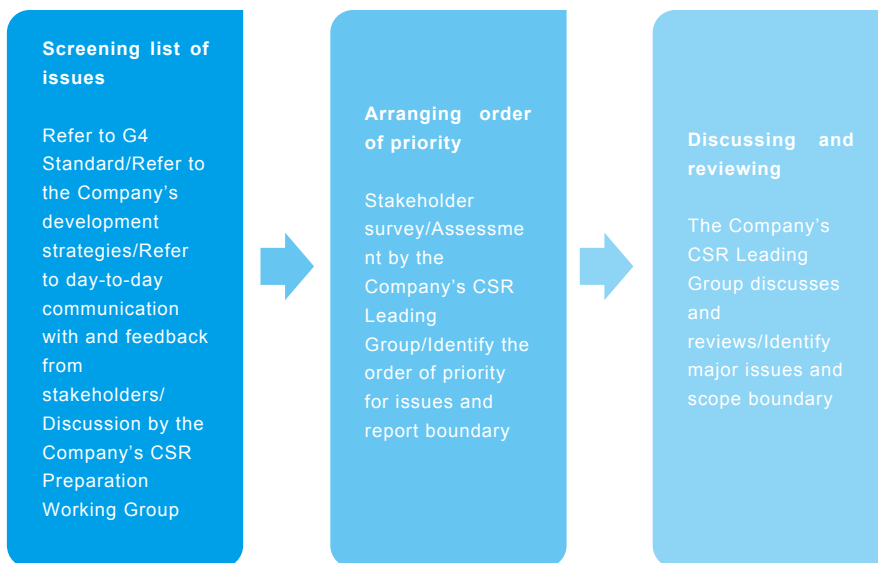 Screening list of
issues
Refer to G4
Standard/Refer to
the Company's
development
strategies/Refer
to day-to-day
communication
with and feedback
from
stakeholders/
Discussion by the
Company's CSR
Preparation
Working Group
Arranging order
of priority
Stakeholder
survey/Assessme
nt by the
Company's CSR
Leading
Group/Identify the
order of priority
for issues and
report boundary
Discussing and
reviewing
The Company's
CSR Leading
Group discusses
and
reviews/Identify
major issues and
scope boundary